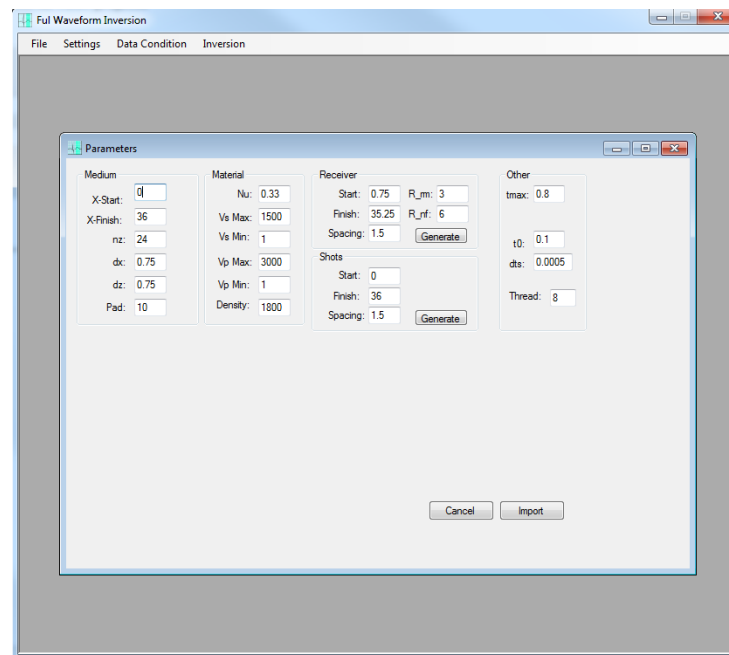 Ful Waveform Inversion
File Settings Data Condition Inversion
Parameters
Medium
X-Start: 0
X-Finish: 36
nz: 24
dx: 0.75
dz: 0.75
Pad: 10
Material
Nu: 0.33
Vs Max: 1500
Vs Min: 1
Vp Max: 3000
Vp Min: 1
Density: 1800
Receiver
Start: 0.75 R_rm: 3
Finish: 35.25 R_nf: 6
Spacing: 1.5 Generate
Shots
Start: 0
Finish: 36
Spacing: 1.5 Generate
Other
tmax: 0.8
t0: 0.1
dts: 0.0005
Thread: 8
Cancel Import